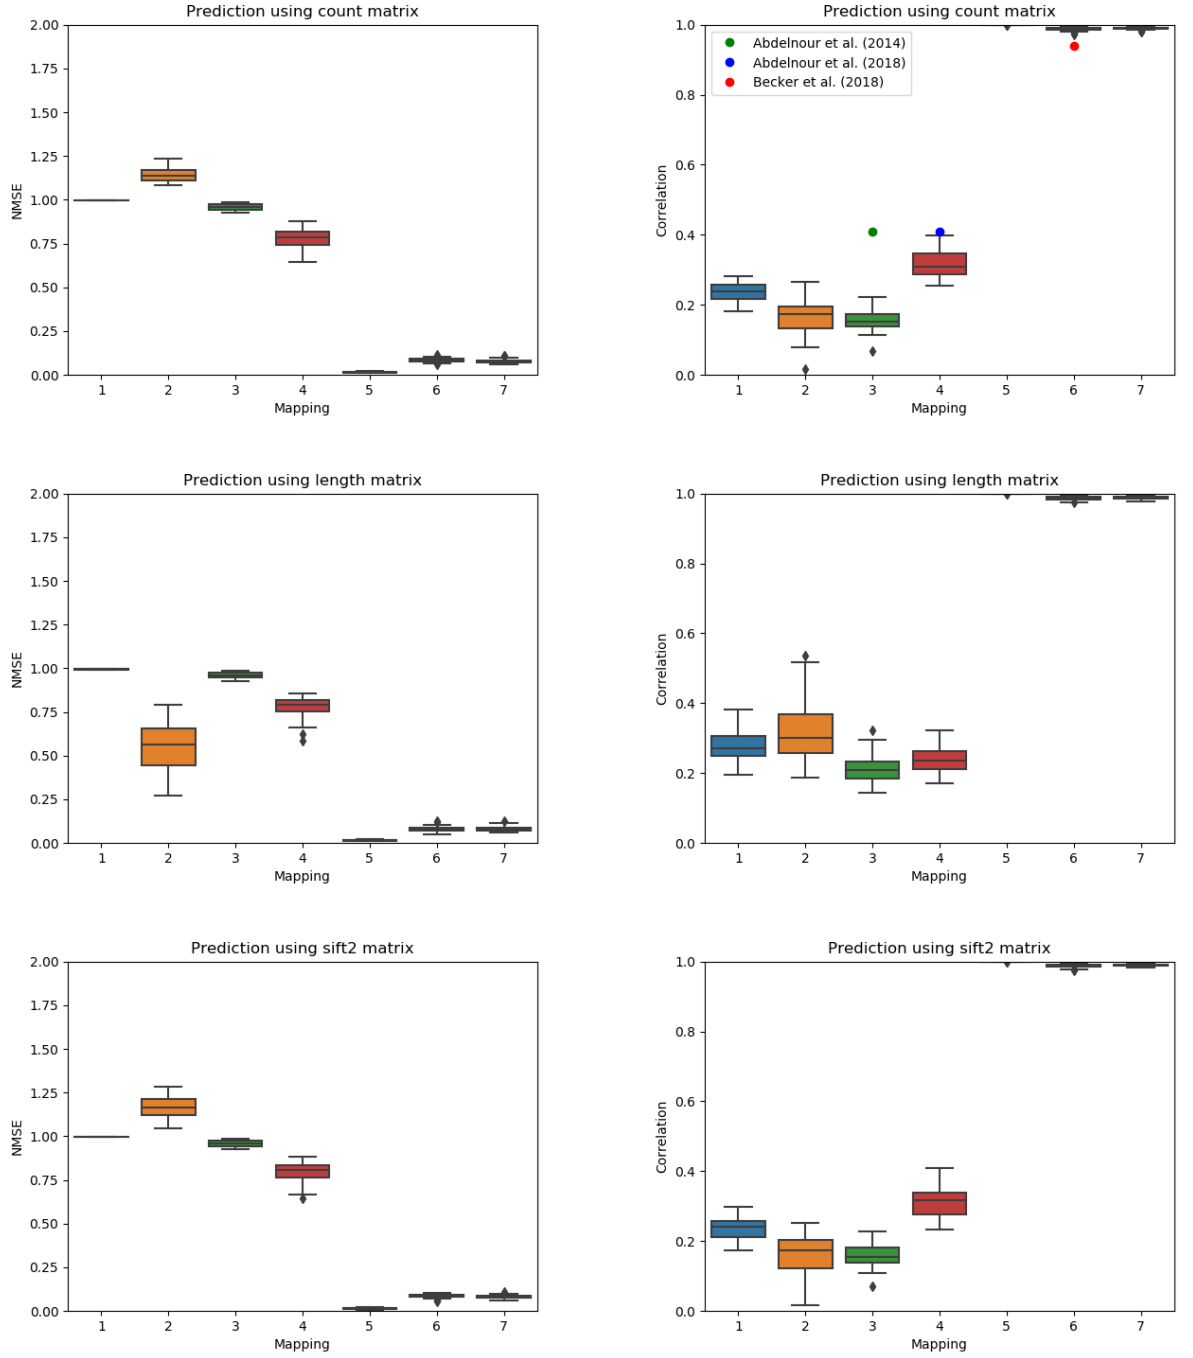 Prediction using count matrix
2.00
1.75
1.50
1.25
1.00
0.75
0.50
0.25
0.00
NMSE
1 2 3 4 5 6 7
Mapping
Prediction using count matrix
Abdelnour et al. (2014)
Abdelnour et al. (2018)
Becker et al. (2018)
1.0
0.8
0.6
0.4
0.2
0.0
Correlation
1 2 3 4 5 6 7
Mapping
Prediction using length matrix
2.00
1.75
1.50
1.25
1.00
0.75
0.50
0.25
0.00
NMSE
1 2 3 4 5 6 7
Mapping
Prediction using length matrix
1.0
0.8
0.6
0.4
0.2
0.0
Correlation
1 2 3 4 5 6 7
Mapping
Prediction using sift2 matrix
2.00
1.75
1.50
1.25
1.00
0.75
0.50
0.25
0.00
NMSE
1 2 3 4 5 6 7
Mapping
Prediction using sift2 matrix
1.0
0.8
0.6
0.4
0.2
0.0
Correlation
1 2 3 4 5 6 7
Mapping